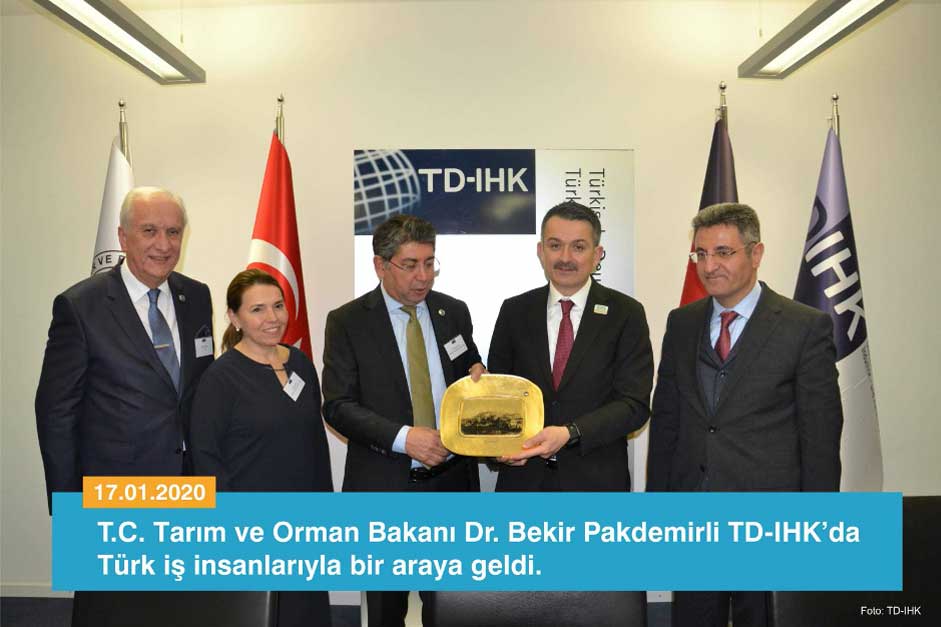 TD-IHK
17.01.2020
T.C. Tarım ve Orman Bakanı Dr. Bekir Pakdemirli TD-IHK’da
Türk iş insanlarıyla bir araya geldi.
Foto: TD-IHK